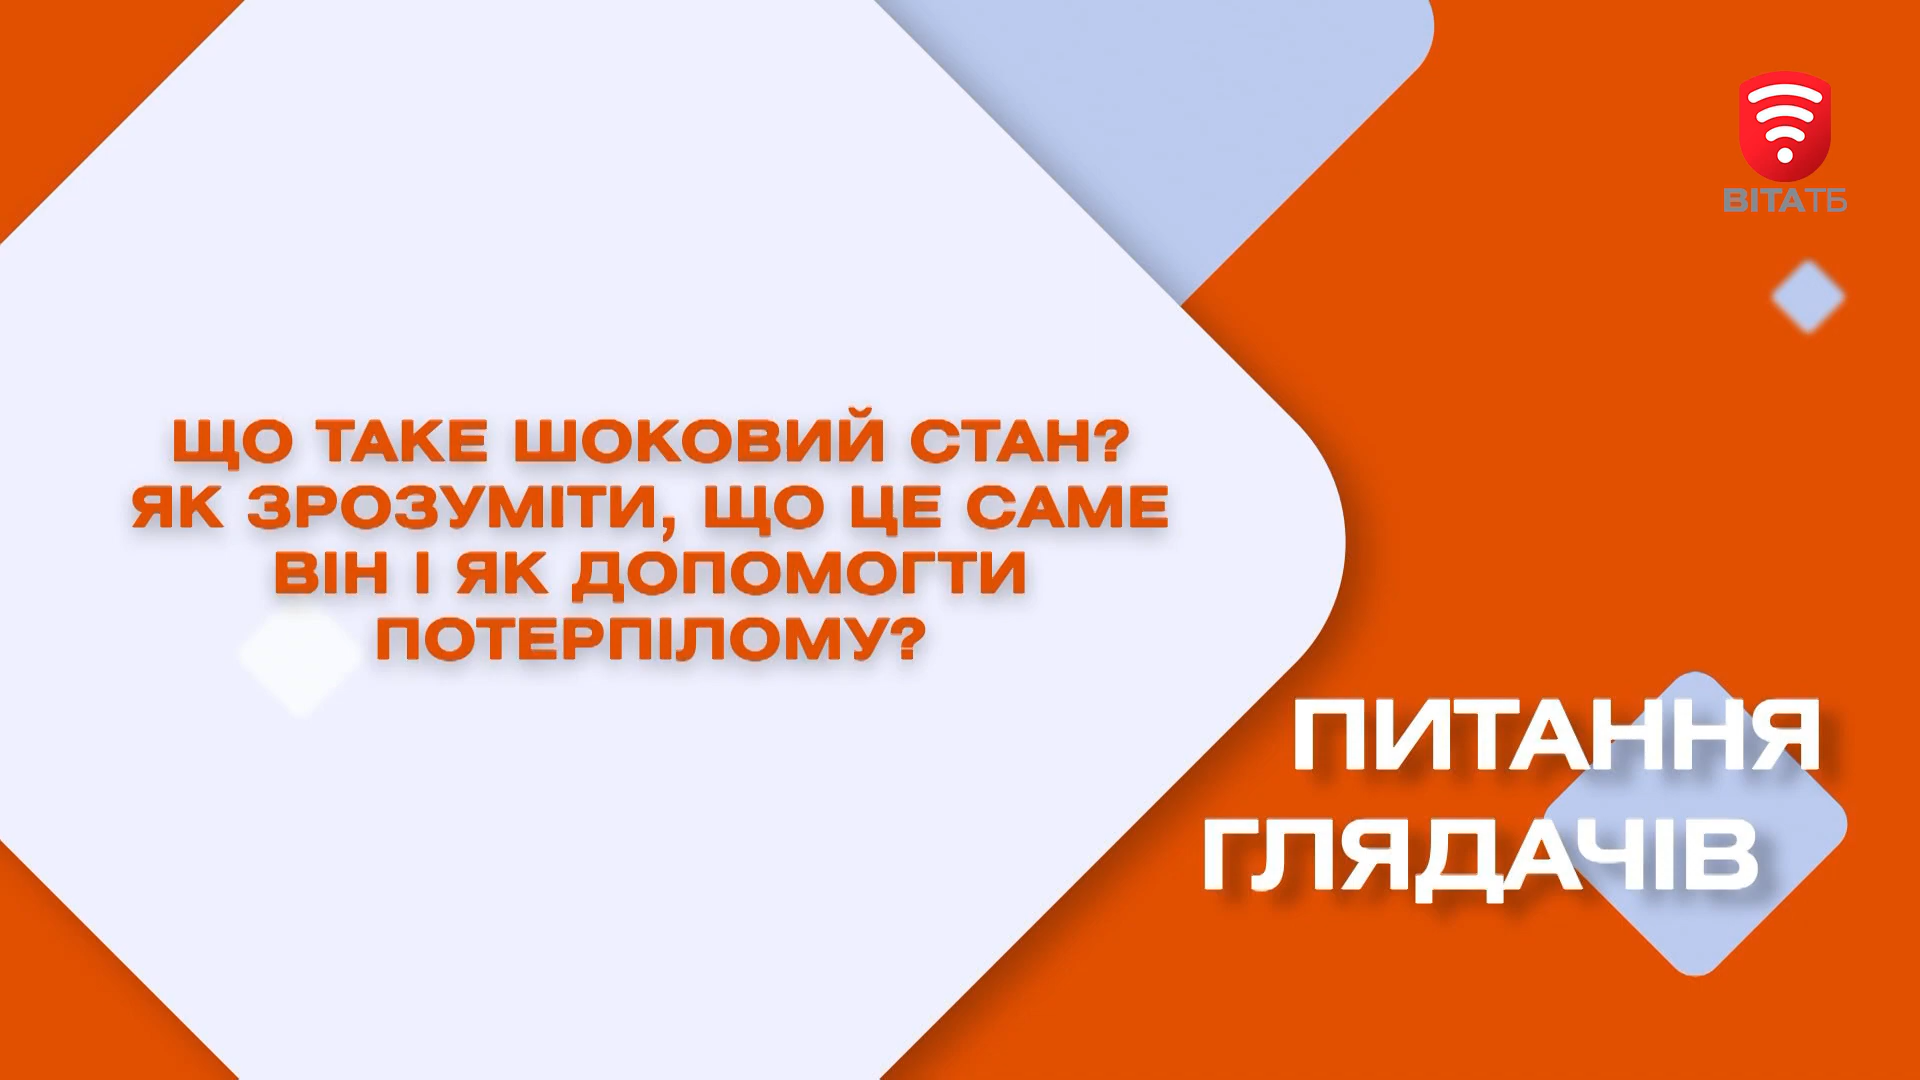 ВІТАТБ
ЩО ТАКЕ ШОКОВИЙ СТАН?
ЯК ЗРОЗУМІТИ, ЩО ЦЕ САМЕ
ВІН І ЯК ДОПОМОГТИ
ПОТЕРПІЛОМУ?
ПИТАННЯ
ГЛЯДАЧІВ